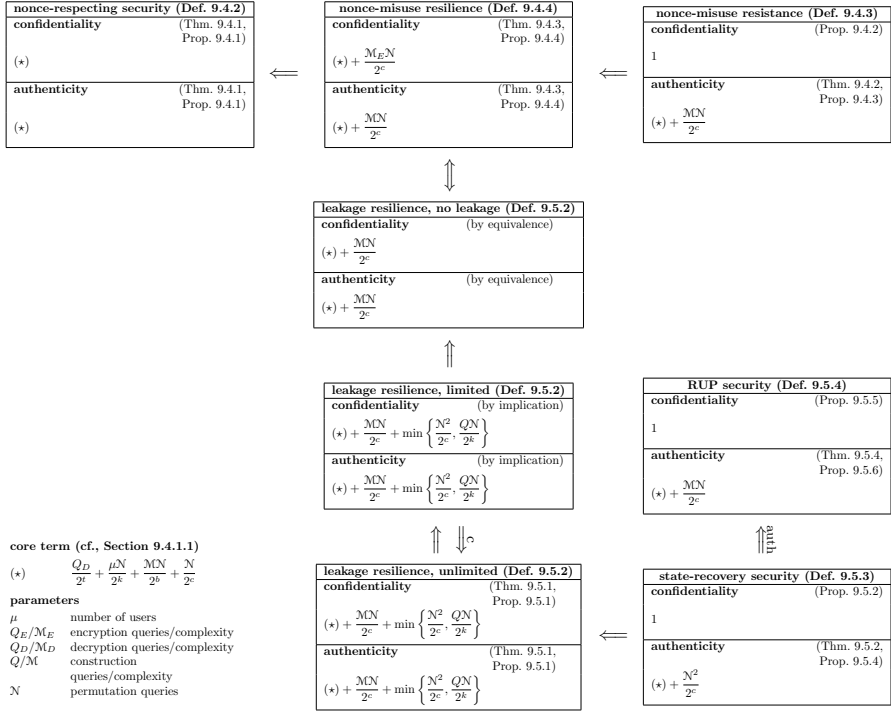 nonce-respecting security (Def. 9.4.2)
confidentiality (Thm. 9.4.1,
Prop. 9.4.1)
(⋆)
authenticity (Thm. 9.4.1,
Prop. 9.4.1)
(⋆)
⟸
nonce-misuse resilience (Def. 9.4.4)
confidentiality (Thm. 9.4.3,
Prop. 9.4.4)
(⋆) + M_E N / 2^c
authenticity (Thm. 9.4.3,
Prop. 9.4.4)
(⋆) + MN / 2^c
⟸
nonce-misuse resistance (Def. 9.4.3)
confidentiality (Prop. 9.4.2)
1
authenticity (Thm. 9.4.2,
Prop. 9.4.3)
(⋆) + MN / 2^c
⇕
leakage resilience, no leakage (Def. 9.5.2)
confidentiality (by equivalence)
(⋆) + MN / 2^c
authenticity (by equivalence)
(⋆) + MN / 2^c
⇑
leakage resilience, limited (Def. 9.5.2)
confidentiality (by implication)
(⋆) + MN / 2^c + min { N^2 / 2^c , QN / 2^k }
authenticity (by implication)
(⋆) + MN / 2^c + min { N^2 / 2^c , QN / 2^k }
RUP security (Def. 9.5.4)
confidentiality (Prop. 9.5.5)
1
authenticity (Thm. 9.5.4,
Prop. 9.5.6)
(⋆) + MN / 2^c
⇑ ⇓ c
⇑ auth
leakage resilience, unlimited (Def. 9.5.2)
confidentiality (Thm. 9.5.1,
Prop. 9.5.1)
(⋆) + MN / 2^c + min { N^2 / 2^c , QN / 2^k }
authenticity (Thm. 9.5.1,
Prop. 9.5.1)
(⋆) + MN / 2^c + min { N^2 / 2^c , QN / 2^k }
⟸
state-recovery security (Def. 9.5.3)
confidentiality (Prop. 9.5.2)
1
authenticity (Thm. 9.5.2,
Prop. 9.5.4)
(⋆) + N^2 / 2^c
core term (cf., Section 9.4.1.1)
(⋆) Q_D / 2^t + μN / 2^k + MN / 2^b + N / 2^c
parameters
μ number of users
Q_E/M_E encryption queries/complexity
Q_D/M_D decryption queries/complexity
Q/M construction
queries/complexity
N permutation queries